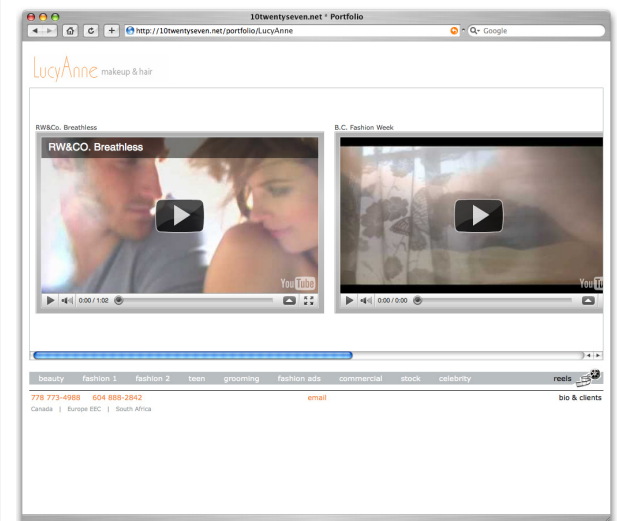 10twentyseven.net * Portfolio
http://10twentyseven.net/portfolio/LucyAnne
Google
LucyAnne makeup & hair
RW&Co. Breathless
B.C. Fashion Week
RW&CO. Breathless
YouTube
YouT
0:00 / 1:02
0:00 / 0:00
beauty fashion 1 fashion 2 teen grooming fashion ads commercial stock celebrity reels
778 773-4988 604 888-2842 email bio & clients
Canada | Europe EEC | South Africa